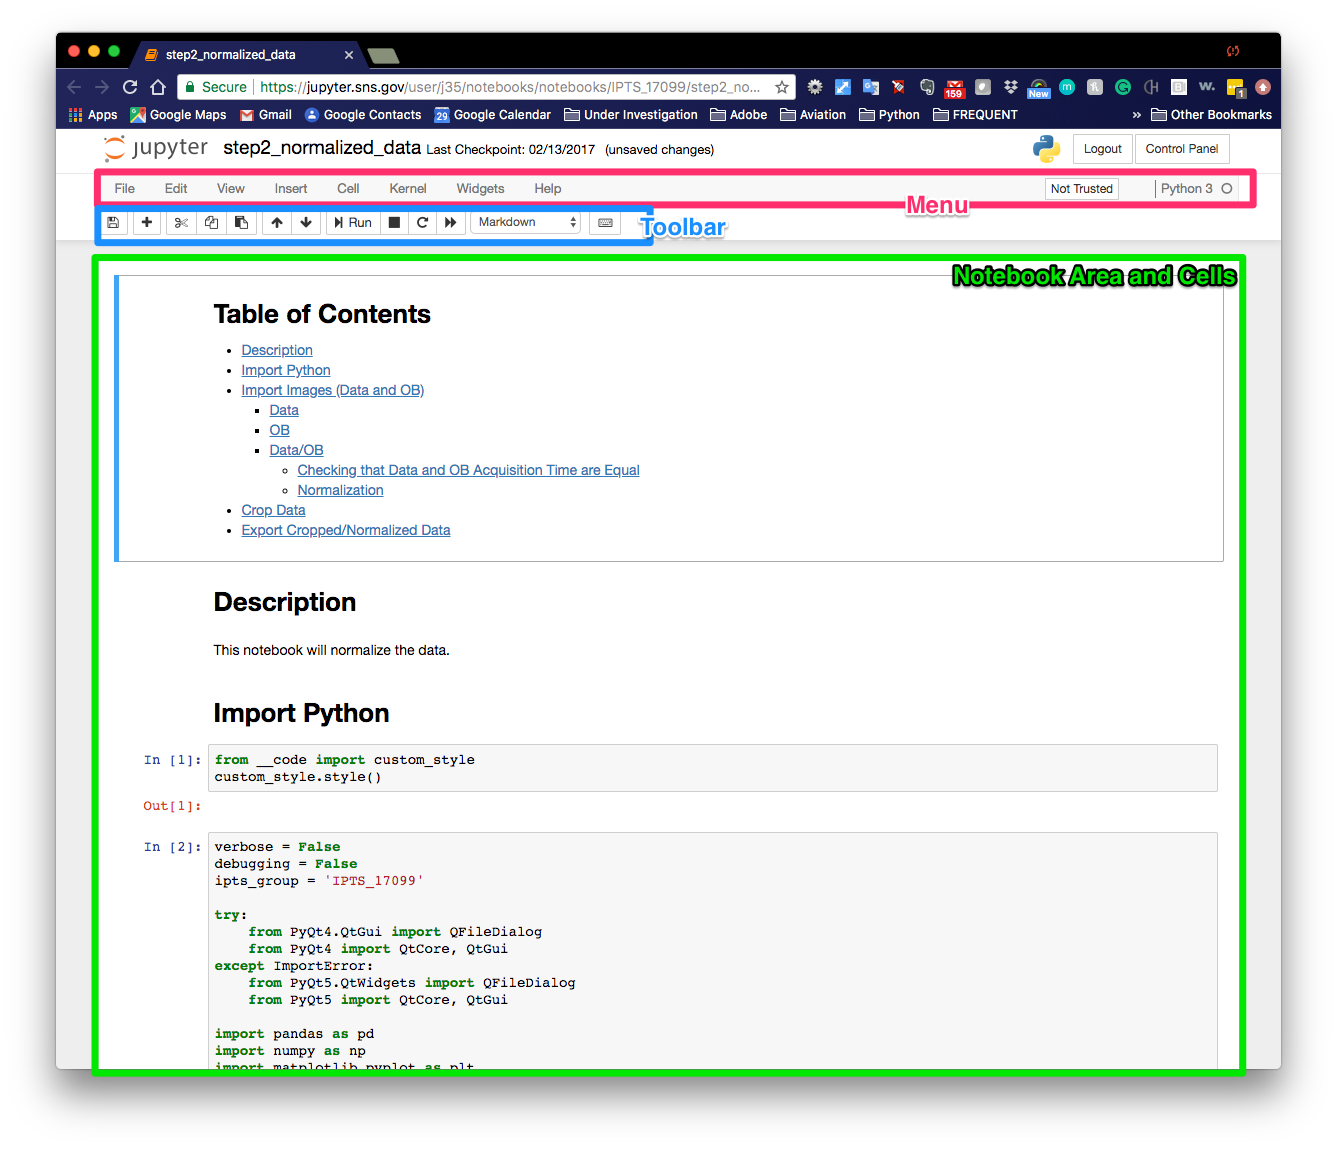 step2_normalized_data
Secure https://jupyter.sns.gov/user/j35/notebooks/notebooks/IPTS_17099/step2_no...
159 New 1
Apps Google Maps Gmail Google Contacts 29 Google Calendar Under Investigation Adobe Aviation Python FREQUENT » Other Bookmarks
jupyter step2_normalized_data Last Checkpoint: 02/13/2017 (unsaved changes) Logout Control Panel
File Edit View Insert Cell Kernel Widgets Help Not Trusted Python 3
Menu
Run Markdown
Toolbar
Notebook Area and Cells
Table of Contents
• Description
• Import Python
• Import Images (Data and OB)
▪ Data
▪ OB
▪ Data/OB
◦ Checking that Data and OB Acquisition Time are Equal
◦ Normalization
• Crop Data
• Export Cropped/Normalized Data
Description
This notebook will normalize the data.
Import Python
In [1]: from __code import custom_style
custom_style.style()
Out[1]:
In [2]: verbose = False
debugging = False
ipts_group = 'IPTS_17099'
try:
from PyQt4.QtGui import QFileDialog
from PyQt4 import QtCore, QtGui
except ImportError:
from PyQt5.QtWidgets import QFileDialog
from PyQt5 import QtCore, QtGui
import pandas as pd
import numpy as np
import matplotlib.pyplot as plt